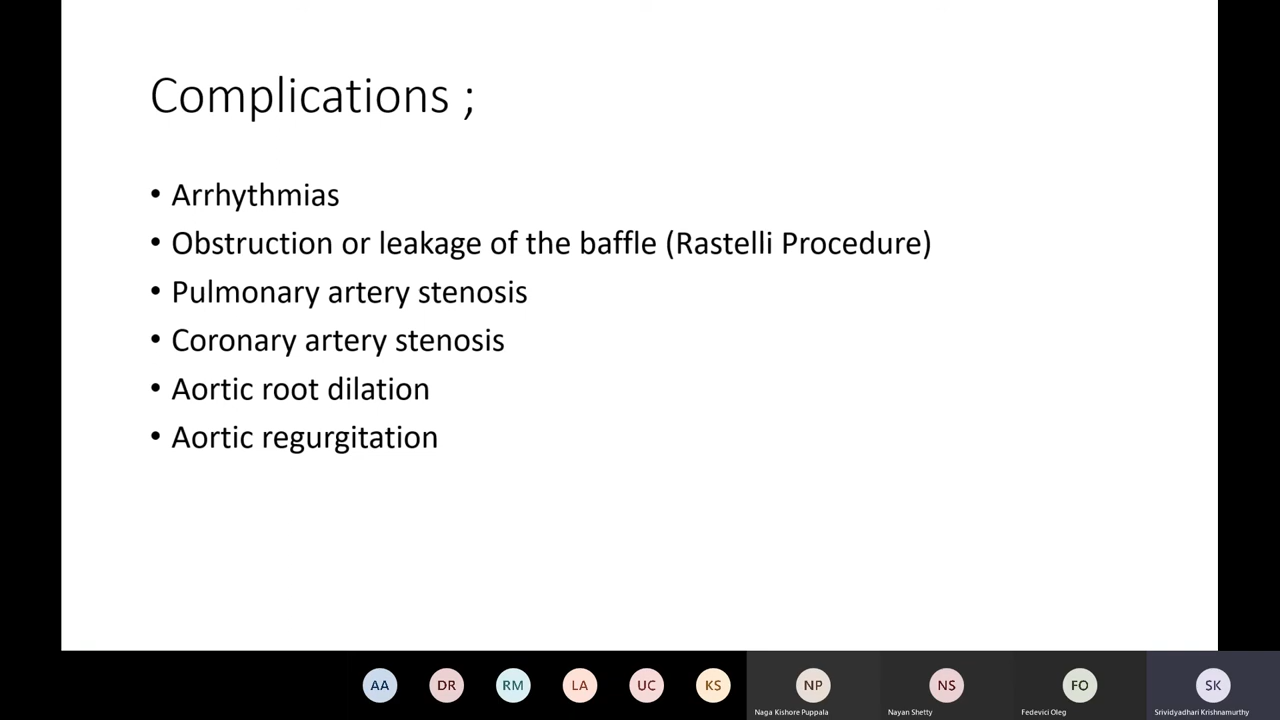 Complications ;
• Arrhythmias
• Obstruction or leakage of the baffle (Rastelli Procedure)
• Pulmonary artery stenosis
• Coronary artery stenosis
• Aortic root dilation
• Aortic regurgitation
AA DR RM LA UC KS NP NS FO SK
Naga Kishore Puppala Nayan Shetty Fedevici Oleg Srividyadhari Krishnamurthy